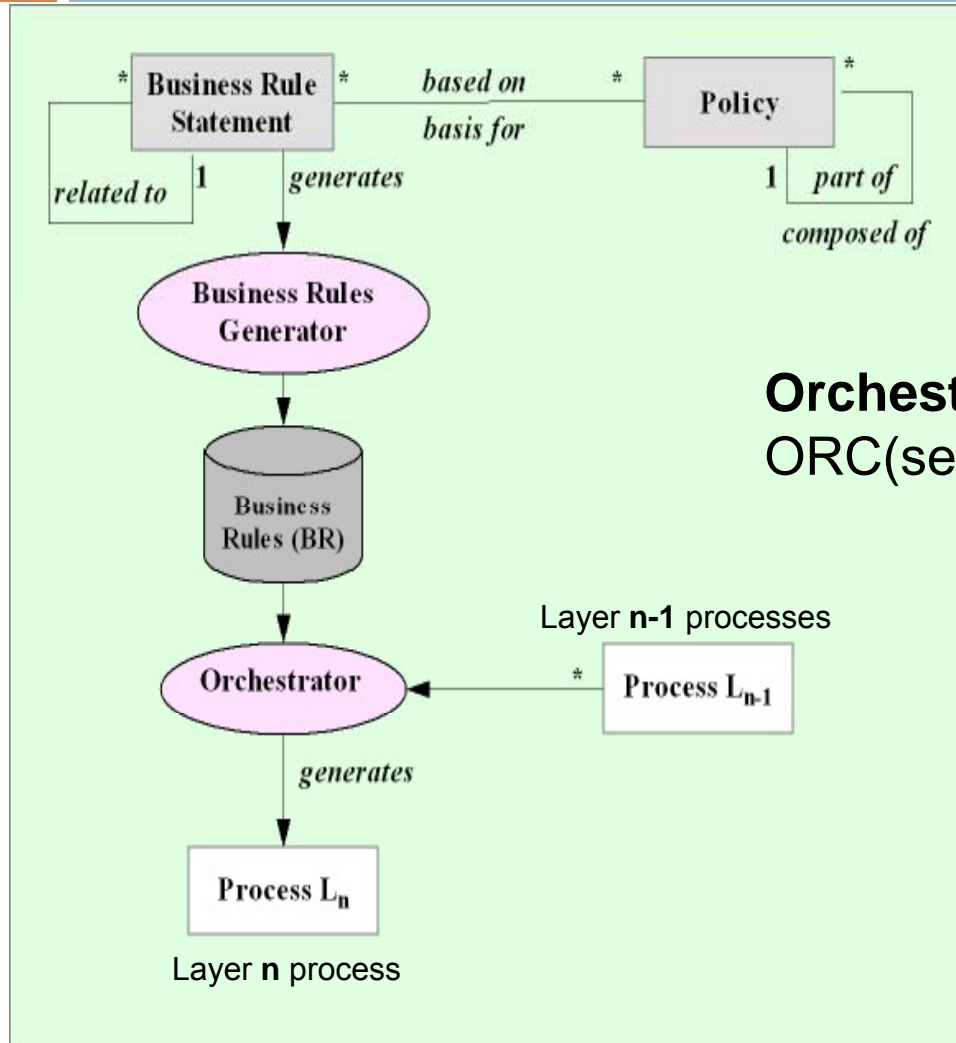 * Business Rule * based on * Policy *
Statement basis for
related to 1 generates 1 part of
composed of
Business Rules
Generator
Orchest
ORC(se
Business
Rules (BR)
Layer n-1 processes
Orchestrator * Process Ln-1
generates
Process Ln
Layer n process